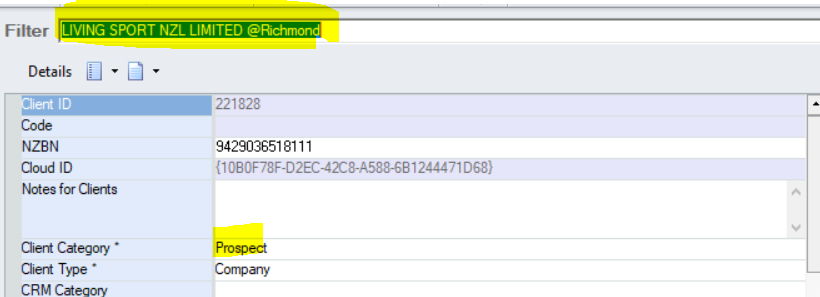 Filter LIVING SPORT NZL LIMITED @Richmond
Details
Client ID 221828
Code
NZBN 9429036518111
Cloud ID {10B0F78F-D2EC-42C8-A588-6B1244471D68}
Notes for Clients
Client Category * Prospect
Client Type * Company
CRM Category